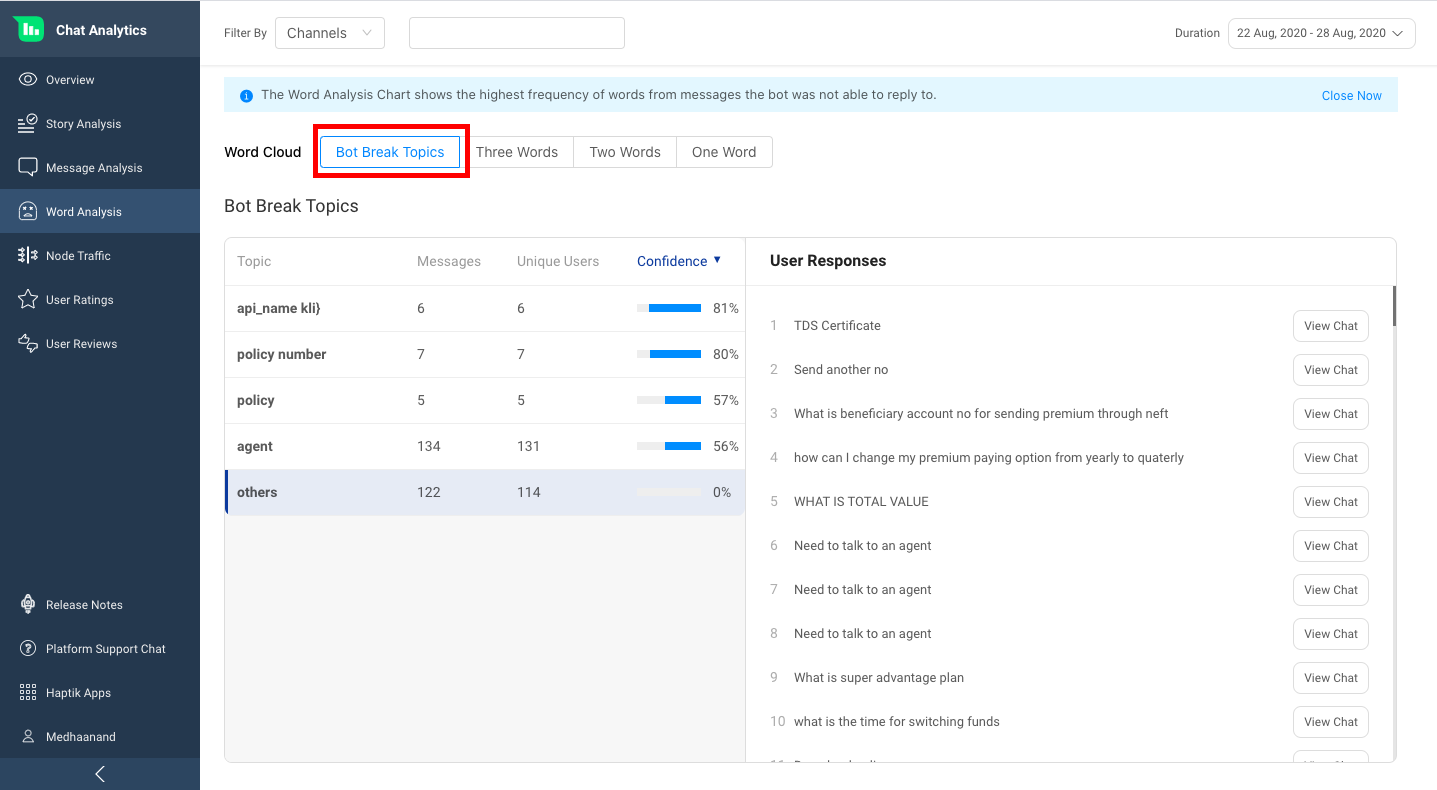 Chat Analytics
Overview
Story Analysis
Message Analysis
Word Analysis
Node Traffic
User Ratings
User Reviews
Release Notes
Platform Support Chat
Haptik Apps
Medhaanand
Filter By Channels
Duration 22 Aug, 2020 - 28 Aug, 2020
The Word Analysis Chart shows the highest frequency of words from messages the bot was not able to reply to. Close Now
Word Cloud Bot Break Topics Three Words Two Words One Word
Bot Break Topics
Topic Messages Unique Users Confidence
api_name kli} 6 6 81%
policy number 7 7 80%
policy 5 5 57%
agent 134 131 56%
others 122 114 0%
User Responses
1 TDS Certificate View Chat
2 Send another no View Chat
3 What is beneficiary account no for sending premium through neft View Chat
4 how can I change my premium paying option from yearly to quaterly View Chat
5 WHAT IS TOTAL VALUE View Chat
6 Need to talk to an agent View Chat
7 Need to talk to an agent View Chat
8 Need to talk to an agent View Chat
9 What is super advantage plan View Chat
10 what is the time for switching funds View Chat